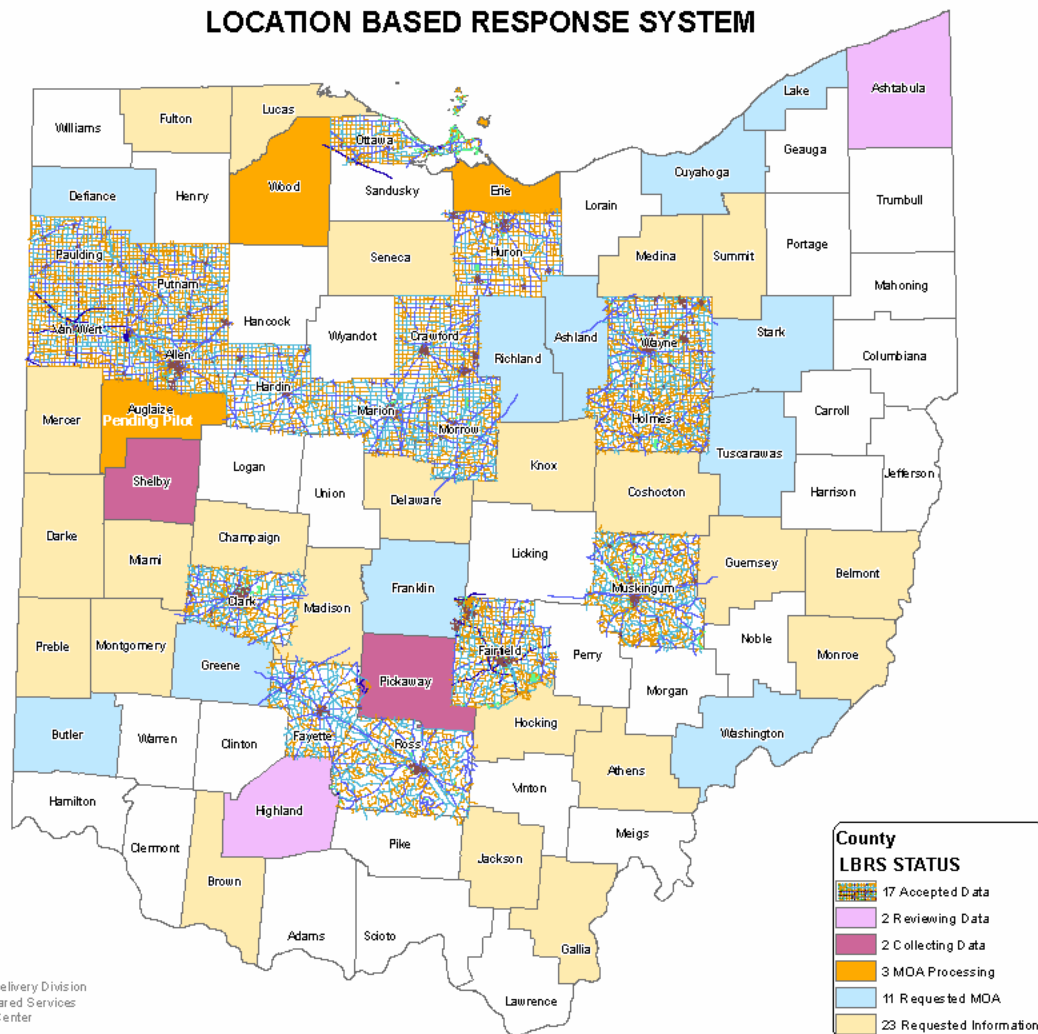 LOCATION BASED RESPONSE SYSTEM
Ashtabula
Lake
Williams
Fulton
Lucas
Geauga
Ottawa
Cuyahoga
Defiance
Henry
Wood
Sandusky
Erie
Lorain
Trumbull
Paulding
Putnam
Seneca
Huron
Medina
Summit
Portage
Mahoning
Hancock
Wyandot
Crawford
Richland
Ashland
Wayne
Stark
Columbiana
Van Wert
Allen
Hardin
Marion
Morrow
Holmes
Carroll
Mercer
Auglaize
Pending Pilot
Tuscarawas
Jefferson
Shelby
Logan
Union
Delaware
Knox
Coshocton
Harrison
Darke
Miami
Champaign
Licking
Guernsey
Belmont
Clark
Madison
Franklin
Muskingum
Preble
Montgomery
Greene
Fairfield
Perry
Noble
Monroe
Pickaway
Morgan
Butler
Warren
Clinton
Fayette
Ross
Hocking
Washington
Athens
Hamilton
Highland
Vinton
Clermont
Pike
Meigs
Brown
Jackson
Adams
Scioto
Gallia
Lawrence
elivery Division
ared Services
enter
County
LBRS STATUS
17 Accepted Data
2 Reviewing Data
2 Collecting Data
3 MOA Processing
11 Requested MOA
23 Requested Information